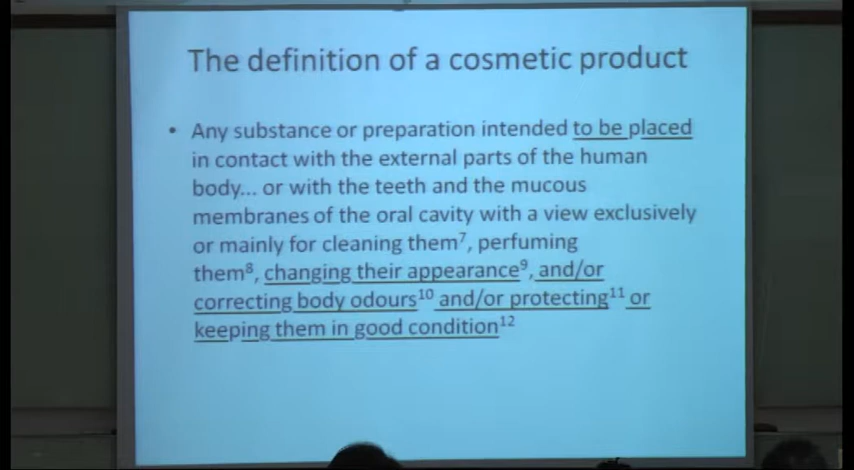 The definition of a cosmetic product
• Any substance or preparation intended to be placed
in contact with the external parts of the human
body... or with the teeth and the mucous
membranes of the oral cavity with a view exclusively
or mainly for cleaning them⁷, perfuming
them⁸, changing their appearance⁹, and/or
correcting body odours¹⁰ and/or protecting¹¹ or
keeping them in good condition¹²